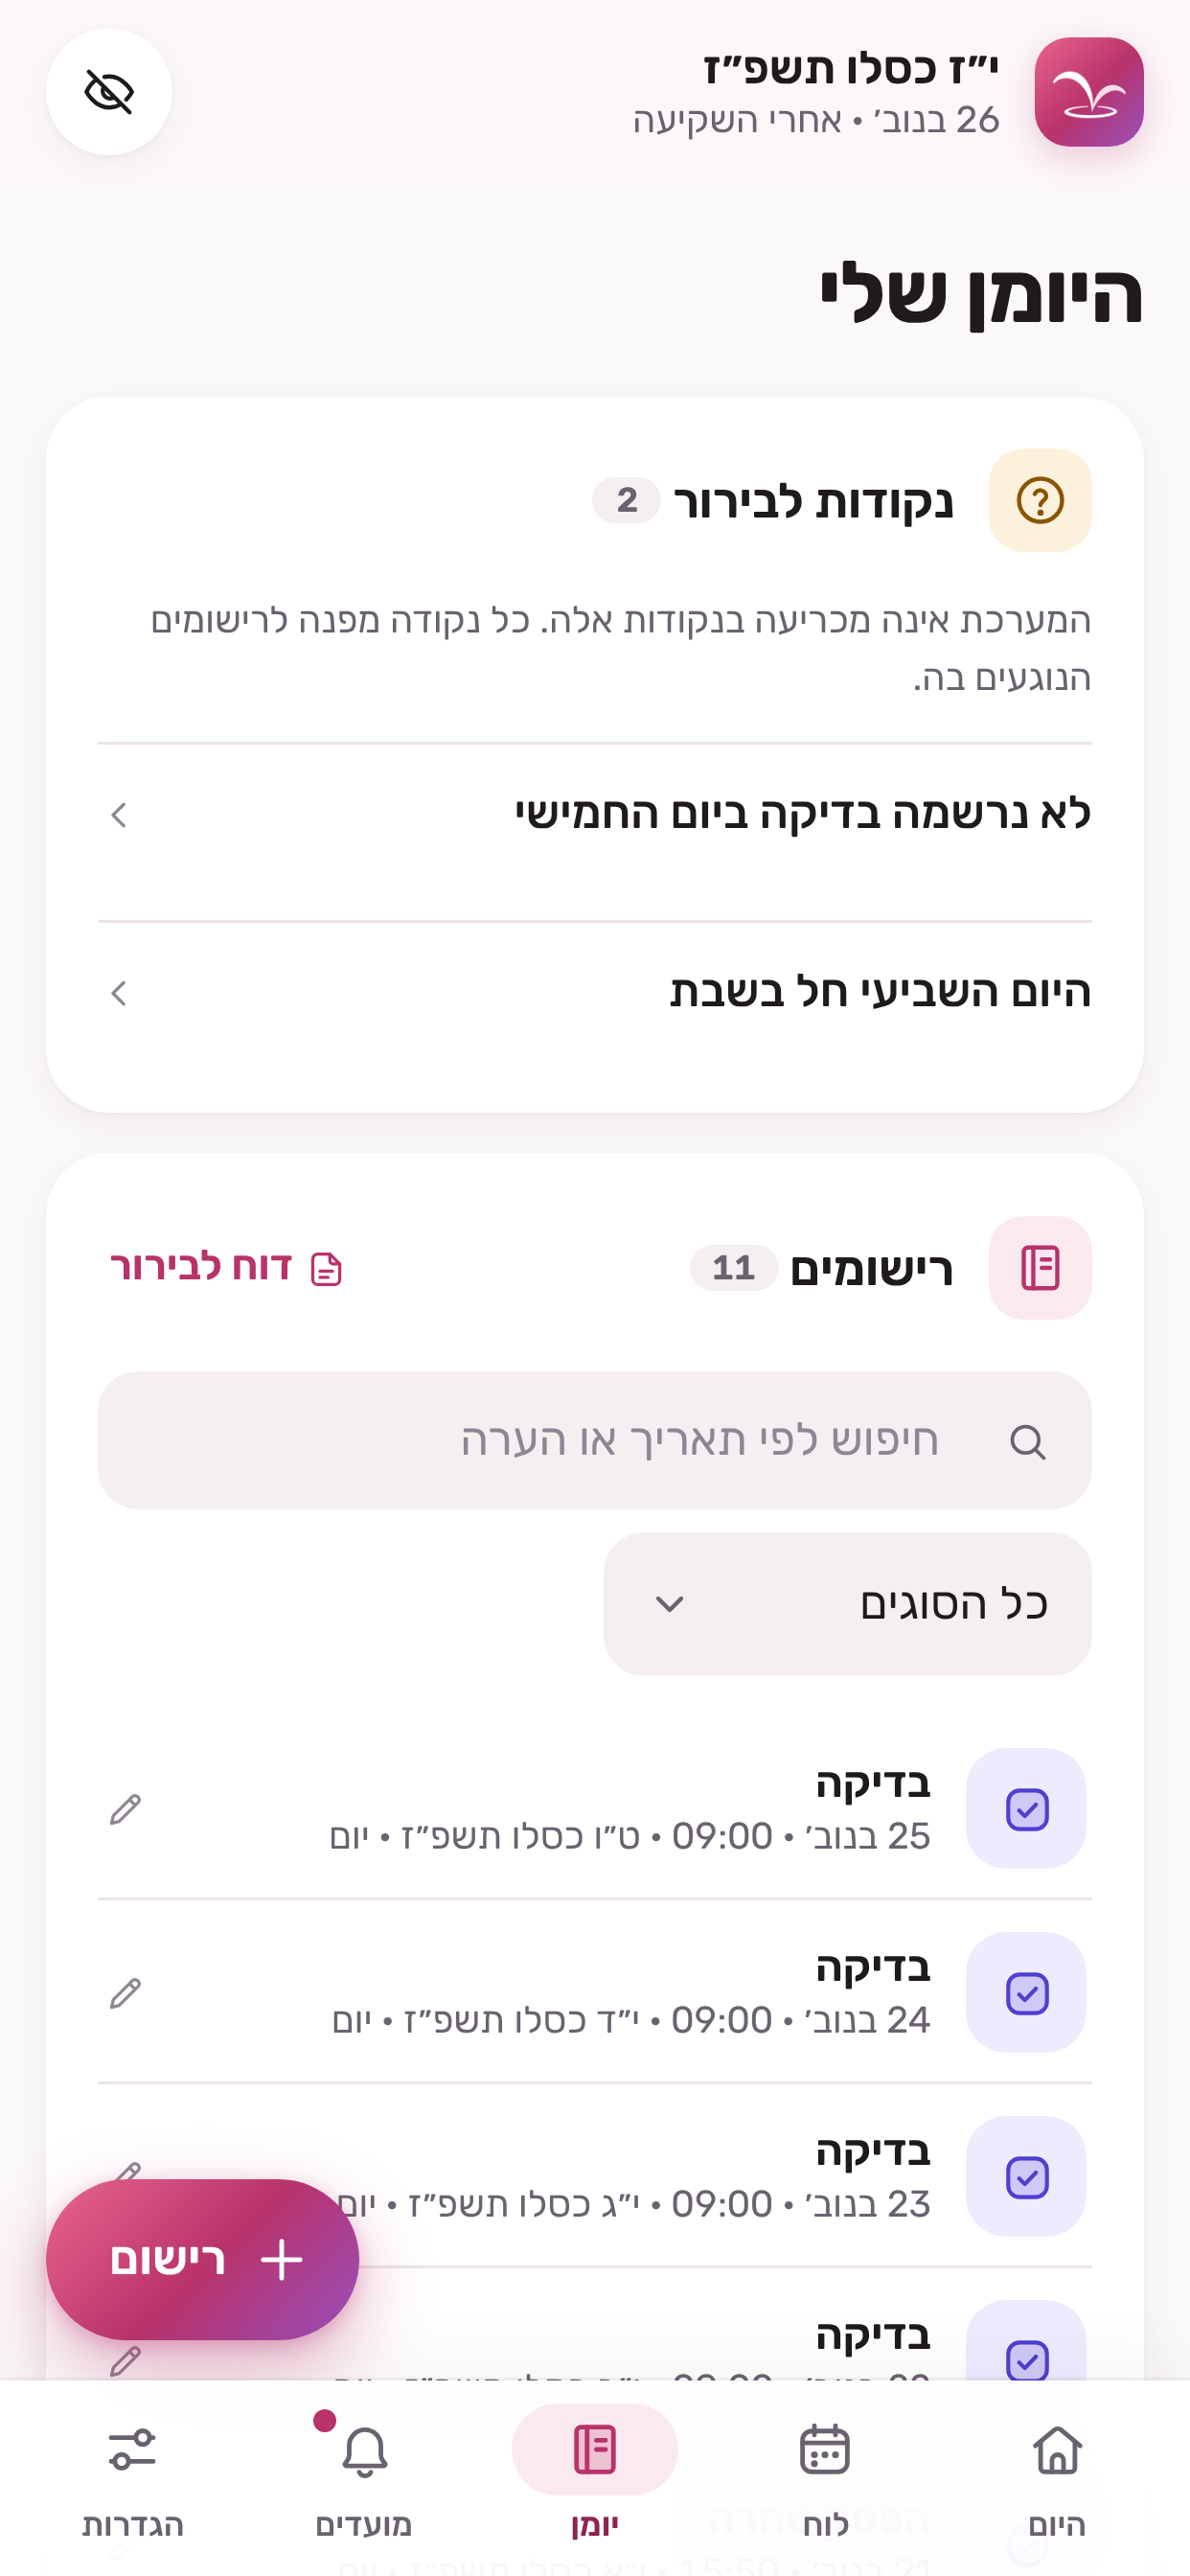 י״ז כסלו תשפ״ז
26 בנוב׳ • אחרי השקיעה
היומן שלי
נקודות לבירור 2
המערכת אינה מכריעה בנקודות אלה. כל נקודה מפנה לרישומים
הנוגעים בה.
לא נרשמה בדיקה ביום החמישי
היום השביעי חל בשבת
רישומים 11
דוח לבירור
חיפוש לפי תאריך או הערה
כל הסוגים
בדיקה
25 בנוב׳ • 09:00 • ט״ו כסלו תשפ״ז • יום
בדיקה
24 בנוב׳ • 09:00 • י״ד כסלו תשפ״ז • יום
בדיקה
23 בנוב׳ • 09:00 • י״ג כסלו תשפ״ז • יום
רישום
בדיקה
היום
לוח
יומן
מועדים
הגדרות